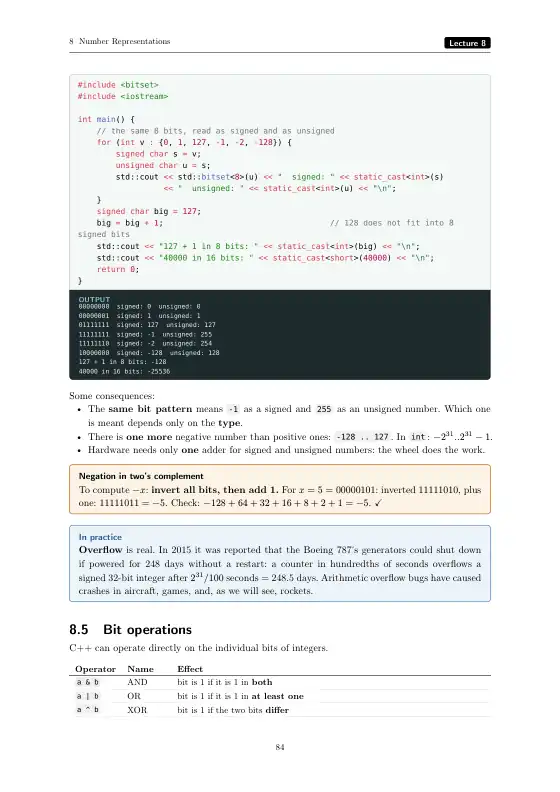 8 Number Representations
Lecture 8
#include <bitset>
#include <iostream>
int main() {
// the same 8 bits, read as signed and as unsigned
for (int v : {0, 1, 127, -1, -2, -128}) {
signed char s = v;
unsigned char u = s;
std::cout << std::bitset<8>(u) << "  signed: " << static_cast<int>(s)
<< "  unsigned: " << static_cast<int>(u) << "\n";
}
signed char big = 127;
big = big + 1; // 128 does not fit into 8
signed bits
std::cout << "127 + 1 in 8 bits: " << static_cast<int>(big) << "\n";
std::cout << "40000 in 16 bits: " << static_cast<short>(40000) << "\n";
return 0;
}
OUTPUT
00000000  signed: 0  unsigned: 0
00000001  signed: 1  unsigned: 1
01111111  signed: 127  unsigned: 127
11111111  signed: -1  unsigned: 255
11111110  signed: -2  unsigned: 254
10000000  signed: -128  unsigned: 128
127 + 1 in 8 bits: -128
40000 in 16 bits: -25536
Some consequences:
• The same bit pattern means -1 as a signed and 255 as an unsigned number. Which one
is meant depends only on the type.
• There is one more negative number than positive ones: -128 .. 127. In int: −2³¹..2³¹ − 1.
• Hardware needs only one adder for signed and unsigned numbers: the wheel does the work.
Negation in two's complement
To compute −x: invert all bits, then add 1. For x = 5 = 00000101: inverted 11111010, plus
one: 11111011 = −5. Check: −128 + 64 + 32 + 16 + 8 + 2 + 1 = −5. ✓
In practice
Overflow is real. In 2015 it was reported that the Boeing 787's generators could shut down
if powered for 248 days without a restart: a counter in hundredths of seconds overflows a
signed 32-bit integer after 2³¹/100 seconds = 248.5 days. Arithmetic overflow bugs have caused
crashes in aircraft, games, and, as we will see, rockets.
8.5 Bit operations
C++ can operate directly on the individual bits of integers.
Operator Name Effect
a & b AND bit is 1 if it is 1 in both
a | b OR bit is 1 if it is 1 in at least one
a ^ b XOR bit is 1 if the two bits differ
84